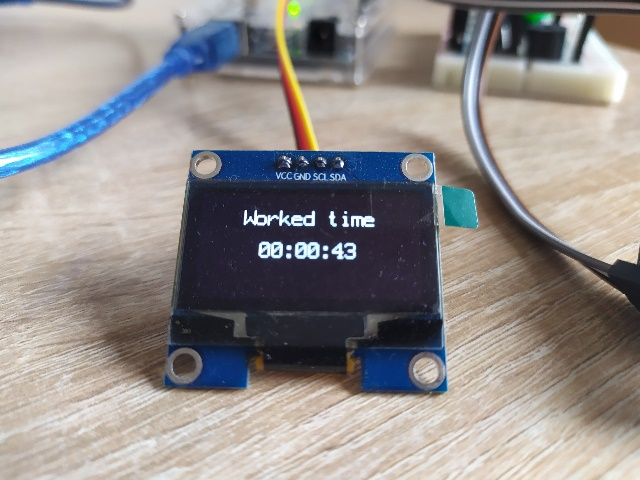 VCC GND SCL SDA
Worked time
00:00:43